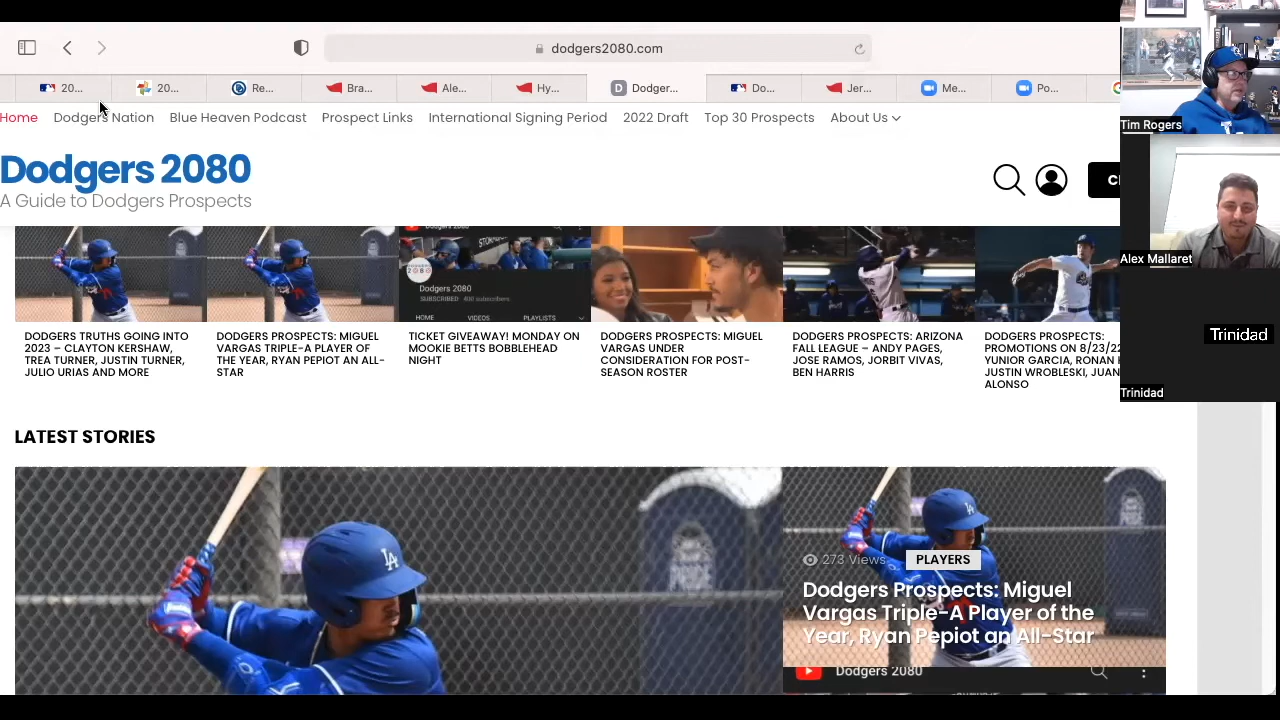 dodgers2080.com
20...
20...
Re...
Bra...
Ale...
Hy...
Dodger...
Do...
Jer...
Me...
Po...
Home
Dodgers Nation
Blue Heaven Podcast
Prospect Links
International Signing Period
2022 Draft
Top 30 Prospects
About Us
Tim Rogers
Dodgers 2080
A Guide to Dodgers Prospects
Alex Mallaret
Trinidad
Trinidad
Dodgers 2080
SUBSCRIBED
400 subscribers
HOME
VIDEOS
PLAYLISTS
DODGERS TRUTHS GOING INTO
2023 – CLAYTON KERSHAW,
TREA TURNER, JUSTIN TURNER,
JULIO URIAS AND MORE
DODGERS PROSPECTS: MIGUEL
VARGAS TRIPLE-A PLAYER OF
THE YEAR, RYAN PEPIOT AN ALL-
STAR
TICKET GIVEAWAY! MONDAY ON
MOOKIE BETTS BOBBLEHEAD
NIGHT
DODGERS PROSPECTS: MIGUEL
VARGAS UNDER
CONSIDERATION FOR POST-
SEASON ROSTER
DODGERS PROSPECTS: ARIZONA
FALL LEAGUE – ANDY PAGES,
JOSE RAMOS, JORBIT VIVAS,
BEN HARRIS
DODGERS PROSPECTS:
PROMOTIONS ON 8/23/22
YUNIOR GARCIA, RONAN
JUSTIN WROBLESKI, JUAN
ALONSO
LATEST STORIES
LA
273 Views
PLAYERS
Dodgers Prospects: Miguel
Vargas Triple-A Player of the
Year, Ryan Pepiot an All-Star
Dodgers 2080